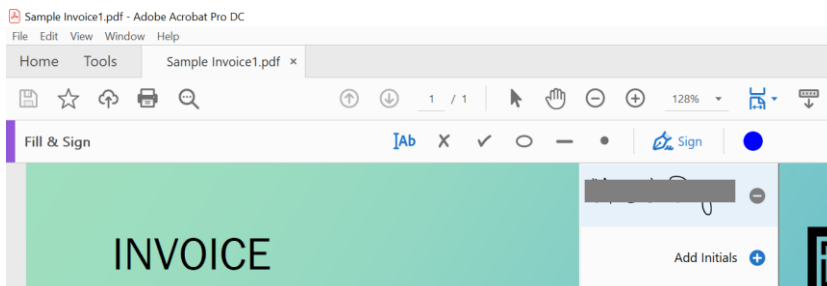 Sample Invoice1.pdf - Adobe Acrobat Pro DC
File Edit View Window Help
Home Tools Sample Invoice1.pdf ×
1 / 1 128%
Fill & Sign Ab Sign
INVOICE
Add Initials